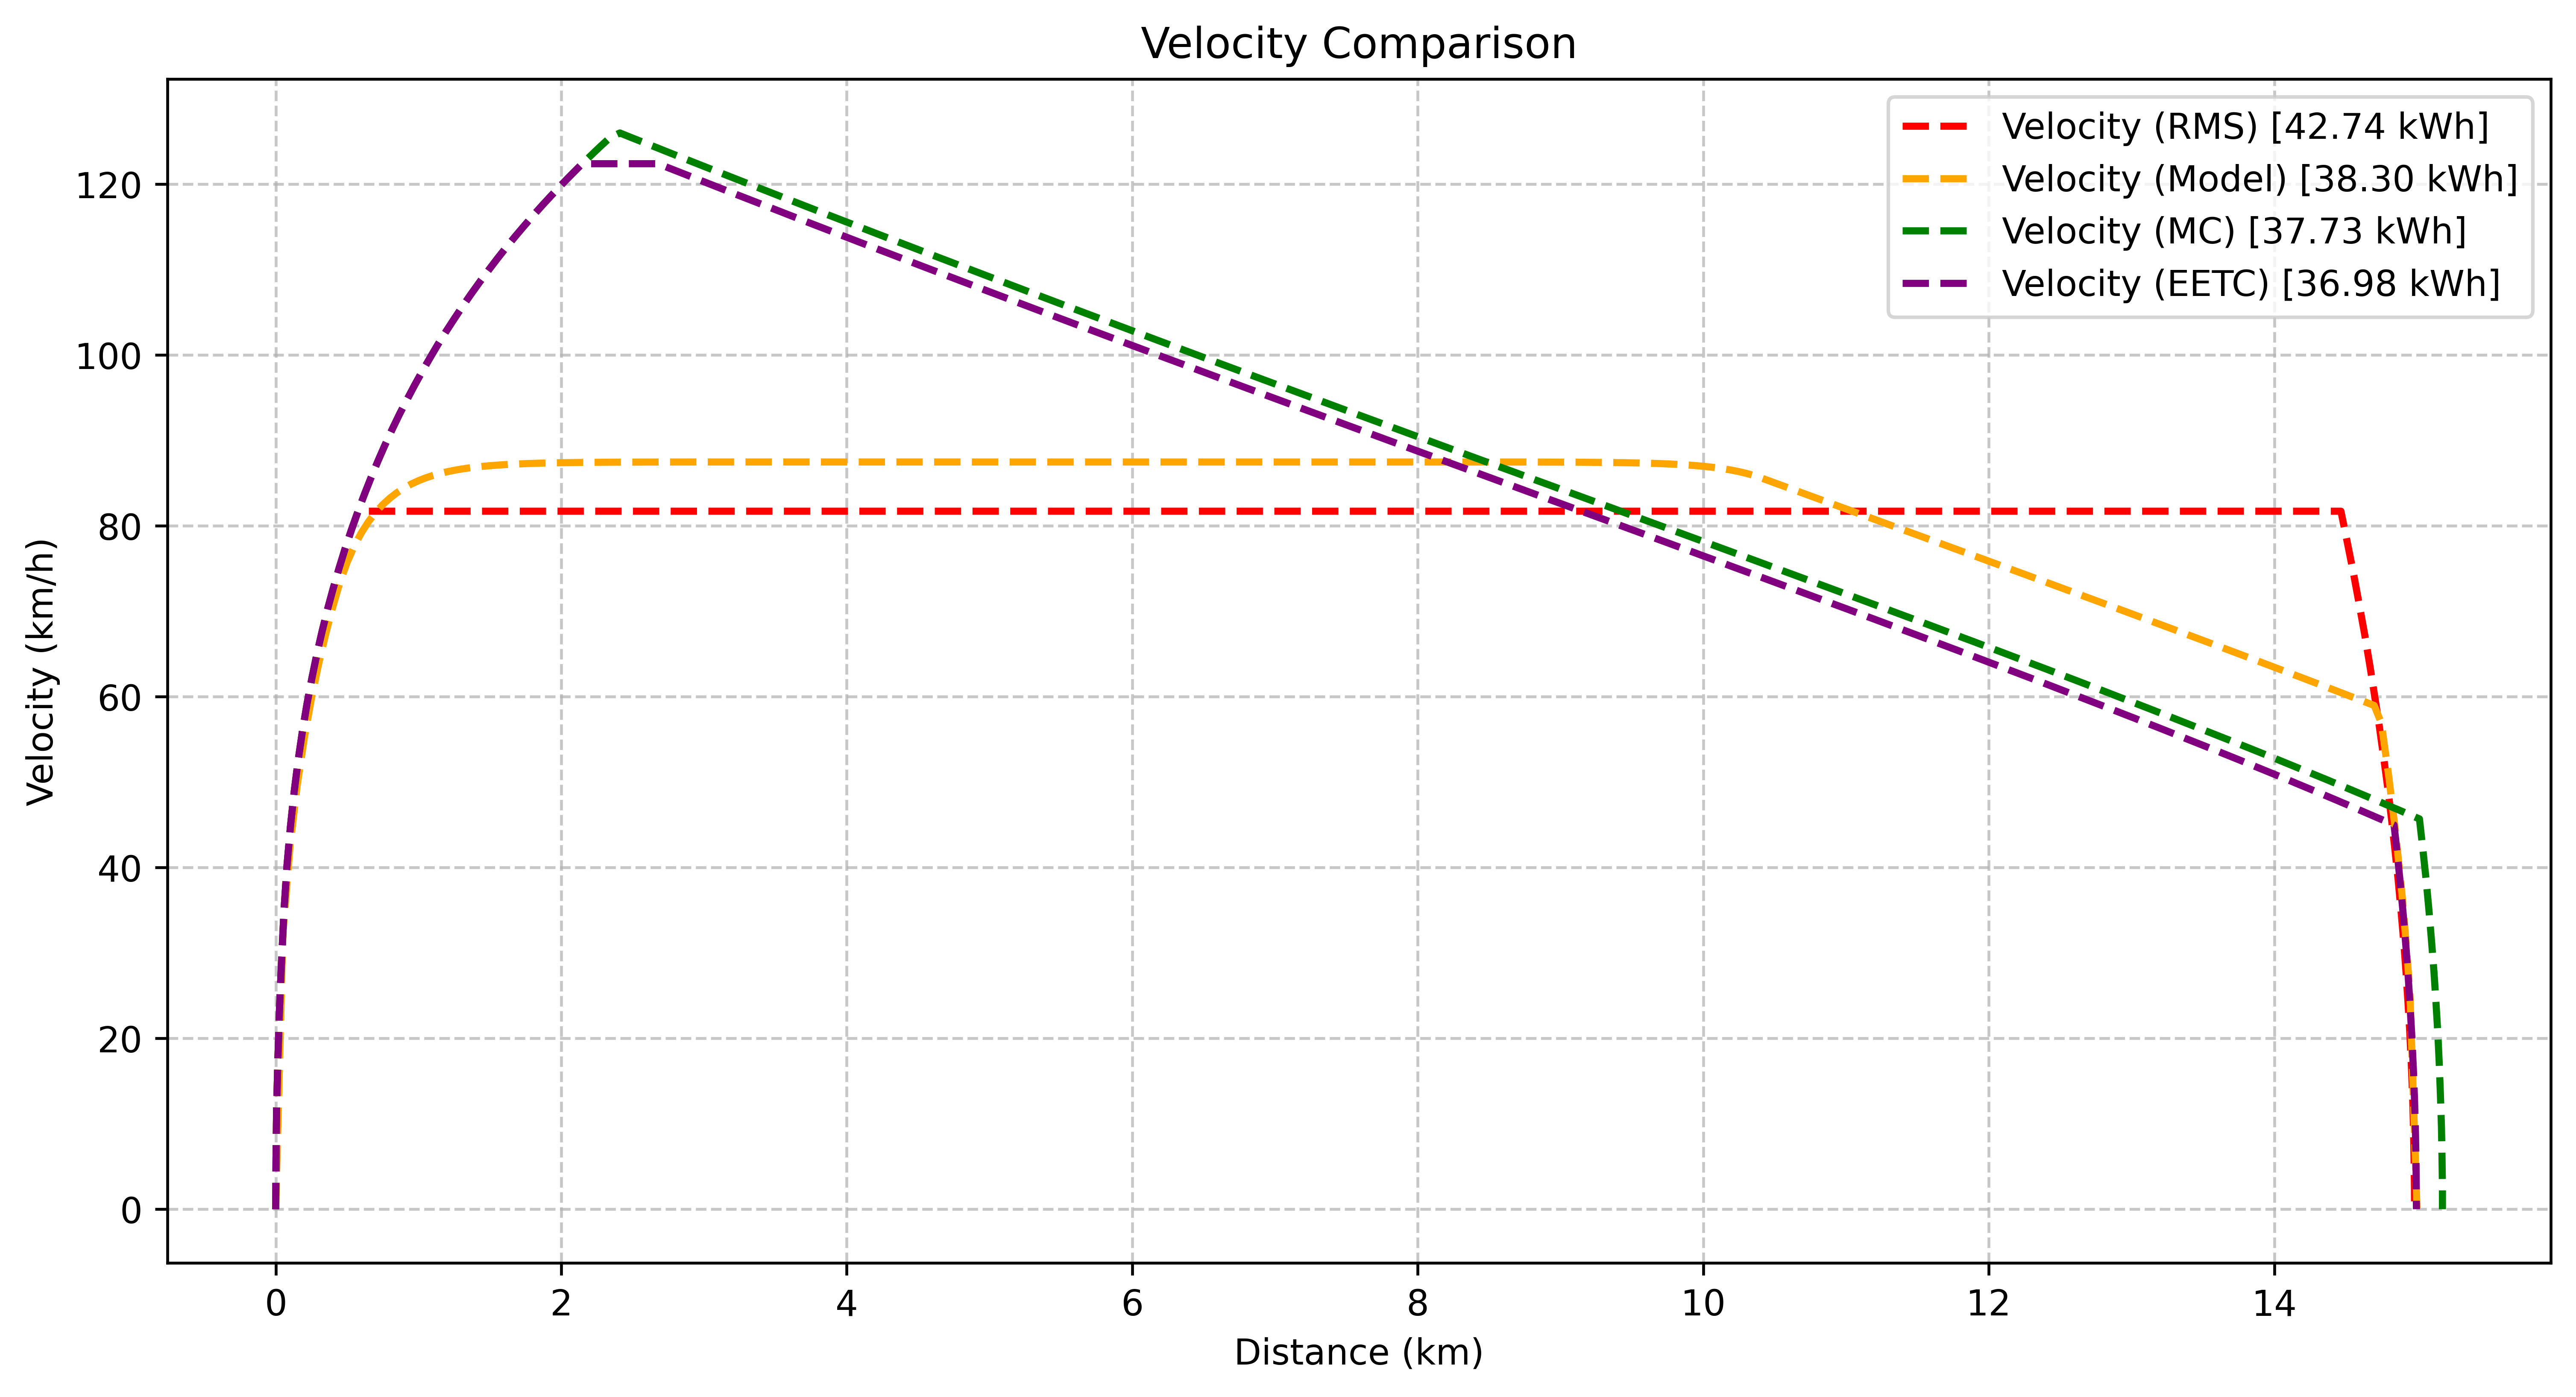 Velocity Comparison
Velocity (RMS) [42.74 kWh]
Velocity (Model) [38.30 kWh]
Velocity (MC) [37.73 kWh]
Velocity (EETC) [36.98 kWh]
Velocity (km/h)
120
100
80
60
40
20
0
0 2 4 6 8 10 12 14
Distance (km)